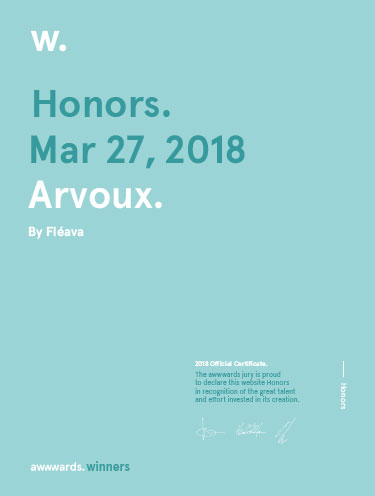 w.
Honors.
Mar 27, 2018
Arvoux.
By Fléava
2018 Official Certificate.
The awwwards jury is proud
to declare this website Honors
in recognition of the great talent
and effort invested in its creation.
Honors
awwwards.winners